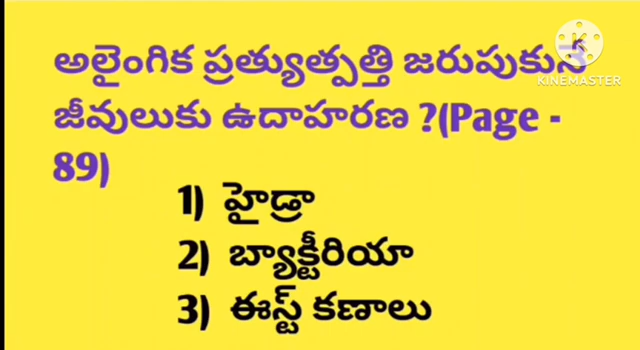 అలైంగిక ప్రత్యుత్పత్తి జరుపుకునే
KINEMASTER
జీవులుకు ఉదాహరణ ?(Page -
89)
1) హైడ్రా
2) బ్యాక్టీరియా
3) ఈస్ట్ కణాలు